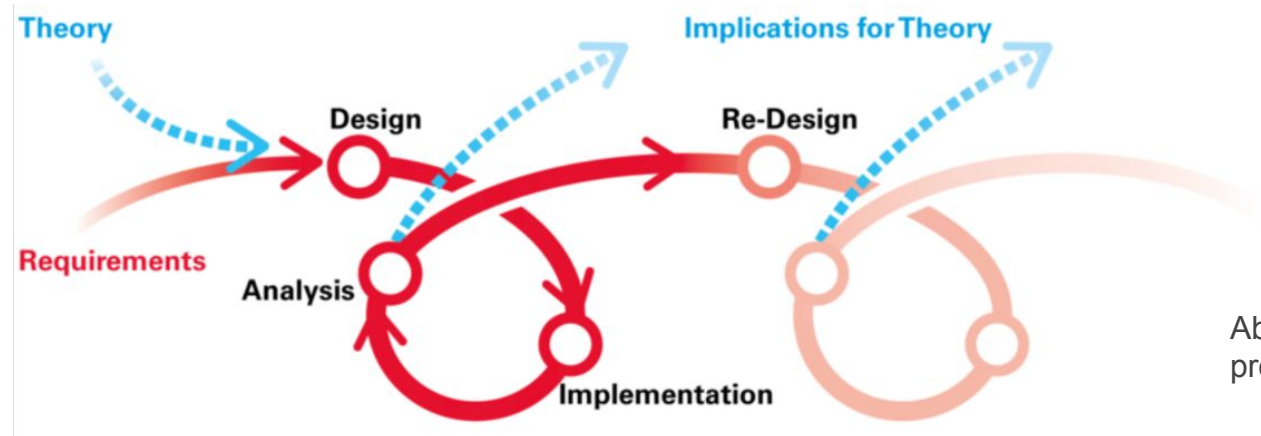 Theory
Implications for Theory
Design
Re-Design
Requirements
Analysis
Implementation